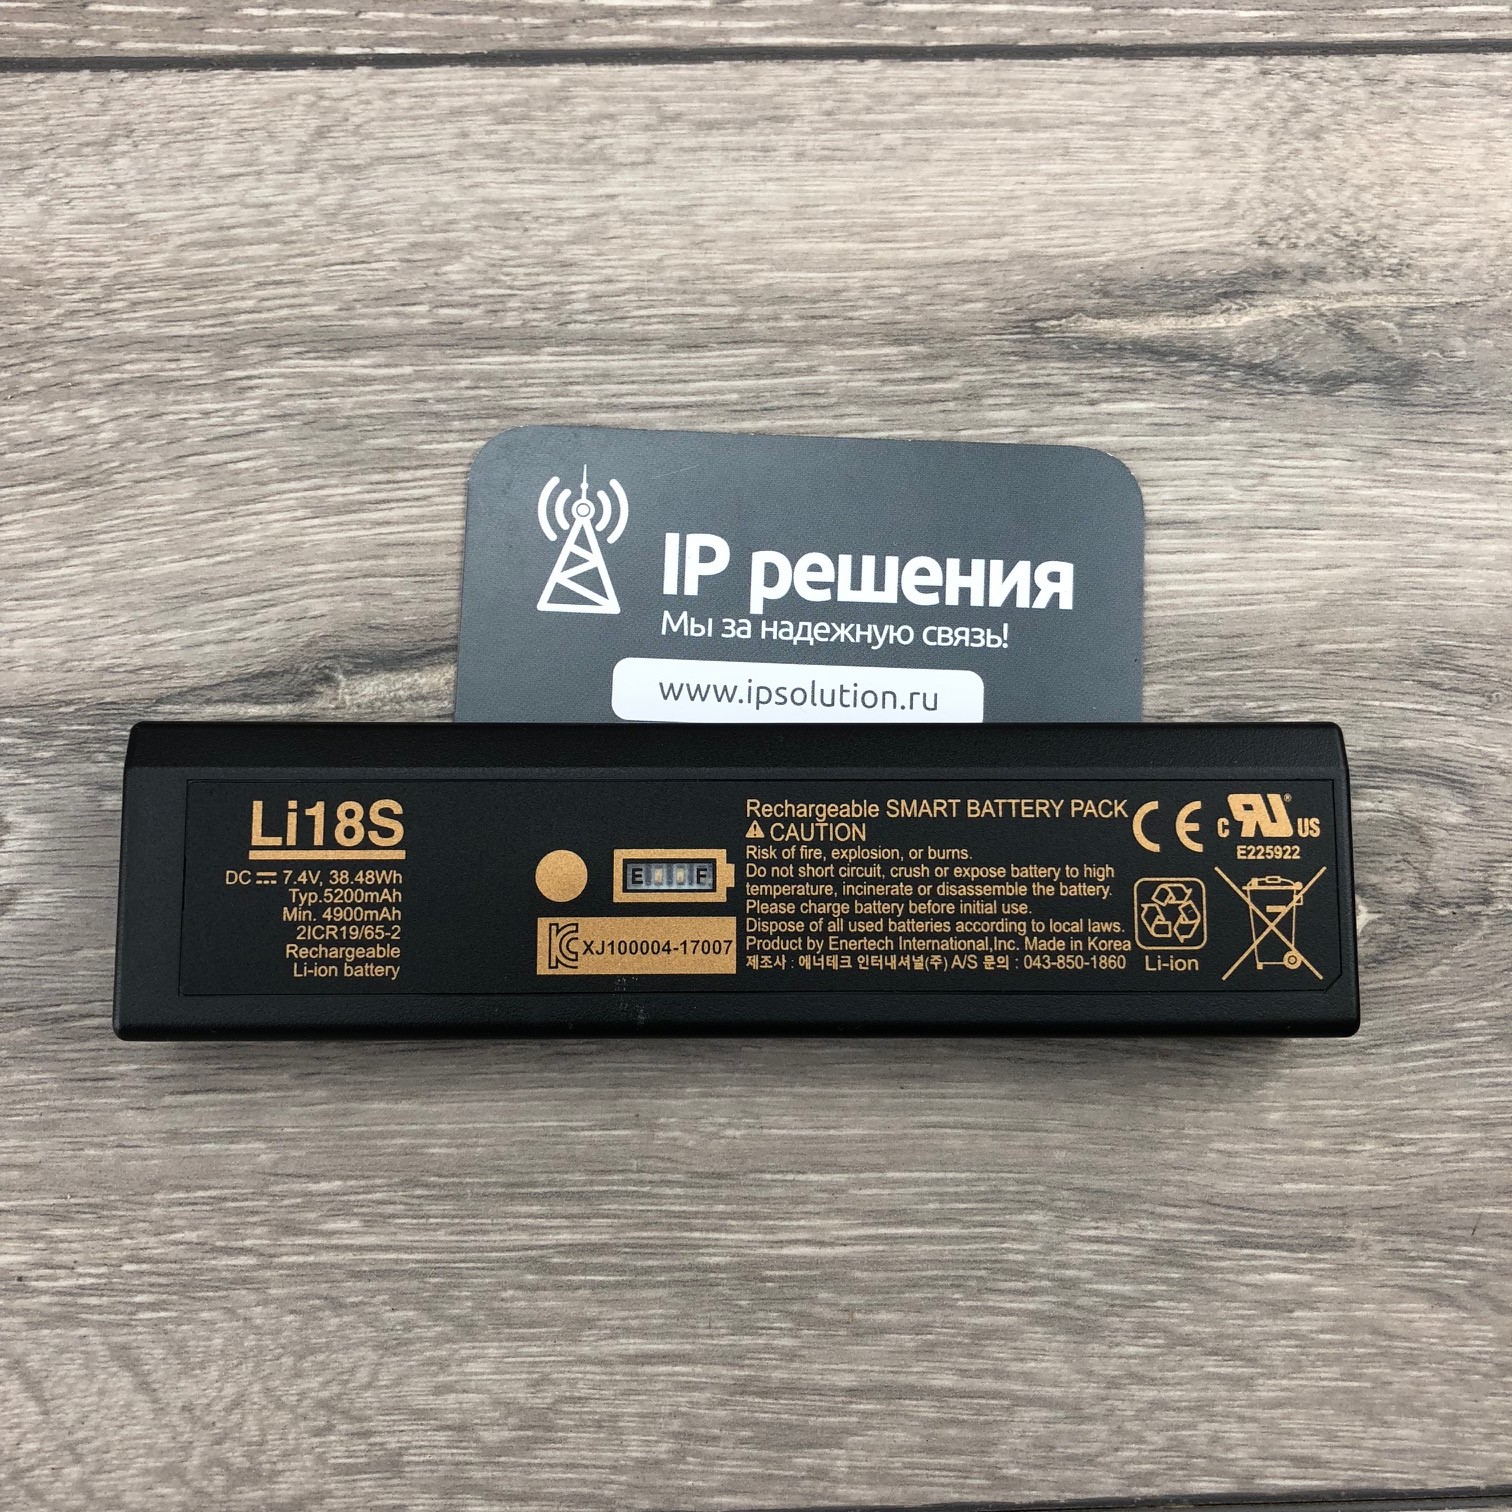 IP решения
Мы за надежную связь!
www.ipsolution.ru
Li18S
DC 7.4V, 38.48Wh
Typ.5200mAh
Min. 4900mAh
2ICR19/65-2
Rechargeable
Li-ion battery
E F
KC XJ100004-17007
Rechargeable SMART BATTERY PACK
CAUTION
Risk of fire, explosion, or burns.
Do not short circuit, crush or expose battery to high
temperature, incinerate or disassemble the battery.
Please charge battery before initial use.
Dispose of all used batteries according to local laws.
Product by Enertech International,Inc. Made in Korea
제조사 : 에너테크 인터내셔널(주) A/S 문의 : 043-850-1860
CE
c RU US
E225922
Li-ion